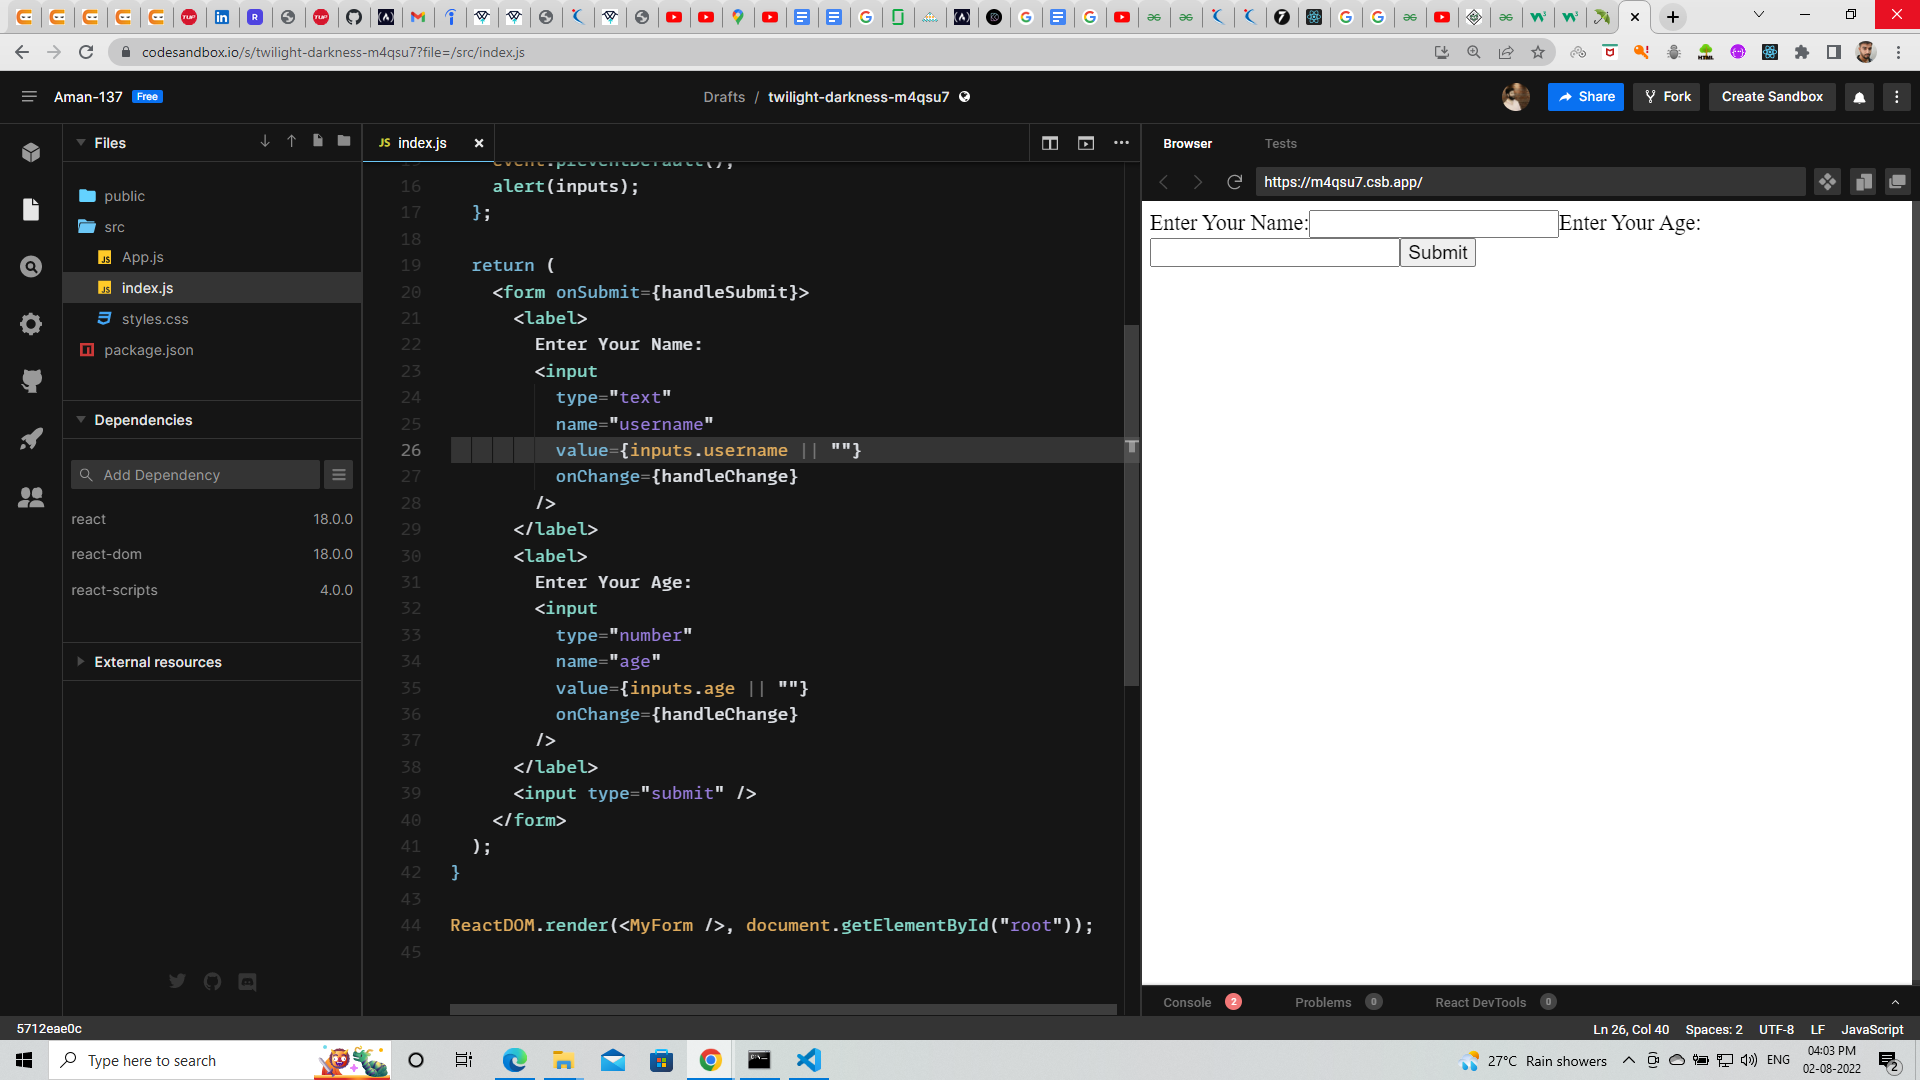 codesandbox.io/s/twilight-darkness-m4qsu7?file=/src/index.js
Aman-137 Free
Drafts / twilight-darkness-m4qsu7
Share
Fork
Create Sandbox
Files
public
src
App.js
index.js
styles.css
package.json
Dependencies
Add Dependency
react 18.0.0
react-dom 18.0.0
react-scripts 4.0.0
External resources
JS index.js
15 event.preventDefault();
16 alert(inputs);
17 };
18
19 return (
20 <form onSubmit={handleSubmit}>
21 <label>
22 Enter Your Name:
23 <input
24 type="text"
25 name="username"
26 value={inputs.username || ""}
27 onChange={handleChange}
28 />
29 </label>
30 <label>
31 Enter Your Age:
32 <input
33 type="number"
34 name="age"
35 value={inputs.age || ""}
36 onChange={handleChange}
37 />
38 </label>
39 <input type="submit" />
40 </form>
41 );
42 }
43
44 ReactDOM.render(<MyForm />, document.getElementById("root"));
45
Browser
Tests
https://m4qsu7.csb.app/
Enter Your Name: Enter Your Age:
Submit
Console 2
Problems 0
React DevTools 0
5712eae0c
Ln 26, Col 40 Spaces: 2 UTF-8 LF JavaScript
Type here to search
27°C Rain showers
ENG
04:03 PM
02-08-2022
2